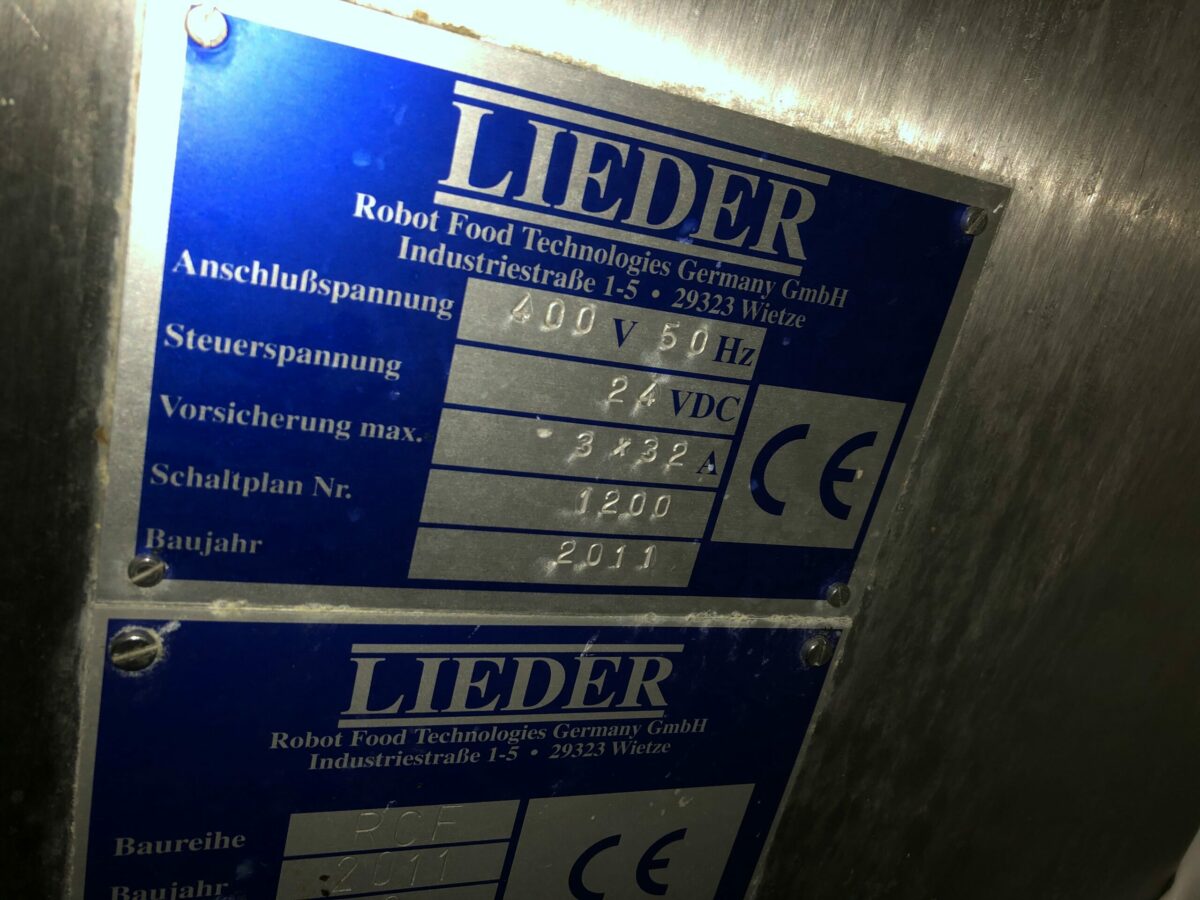 LIEDER
Robot Food Technologies Germany GmbH
Industriestraße 1-5 • 29323 Wietze
Anschlußspannung 400 V 50 Hz
Steuerspannung 24 VDC
Vorsicherung max. 3x32 A
Schaltplan Nr. 1200
Baujahr 2011
CE
LIEDER
Robot Food Technologies Germany GmbH
Industriestraße 1-5 • 29323 Wietze
Baureihe RCF
Baujahr 2011
CE